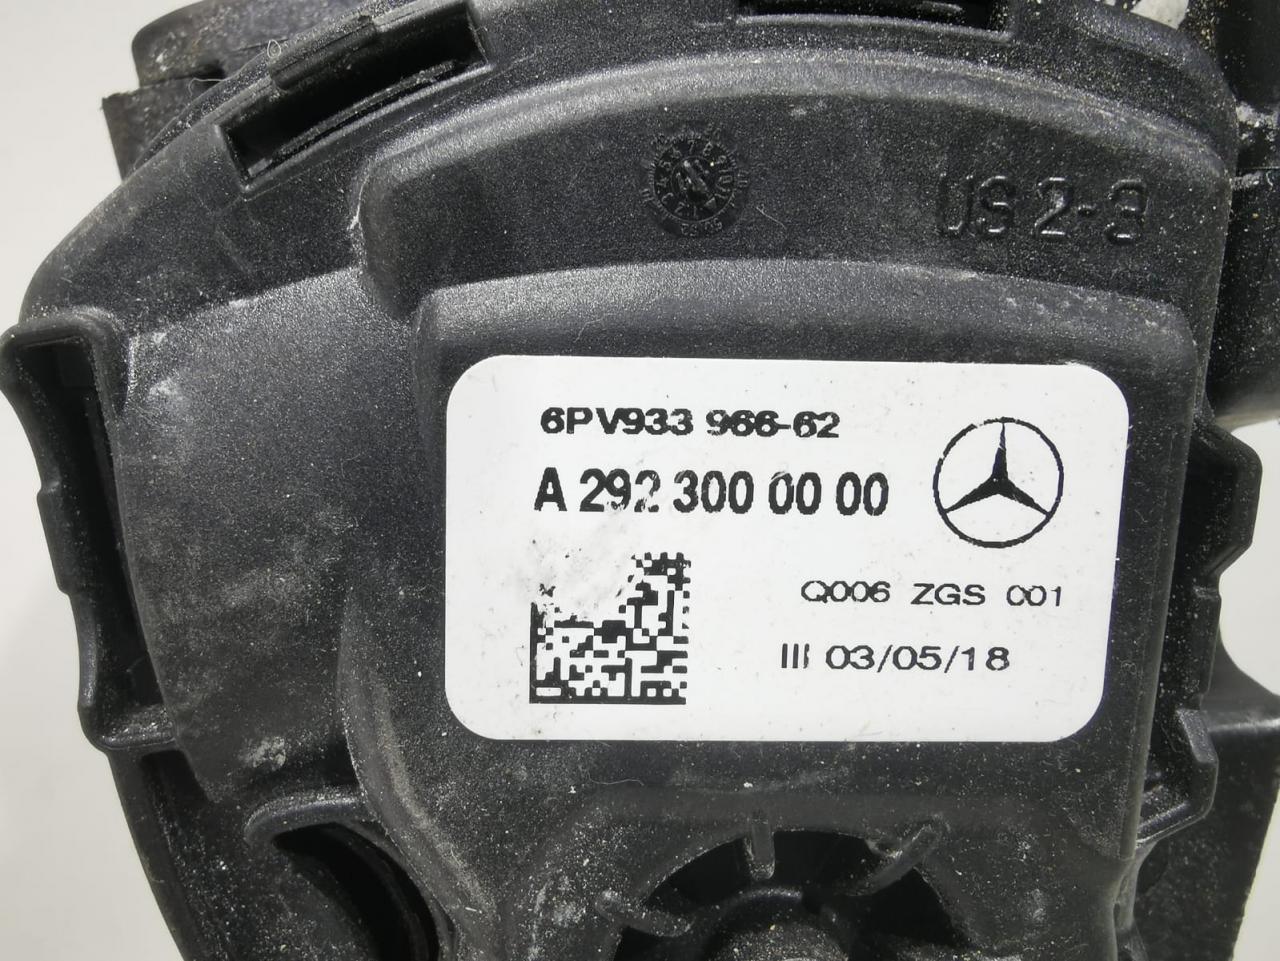 US 2-3
6PV933 966-62
A 292 300 00 00
Q006 ZGS 001
III 03/05/18